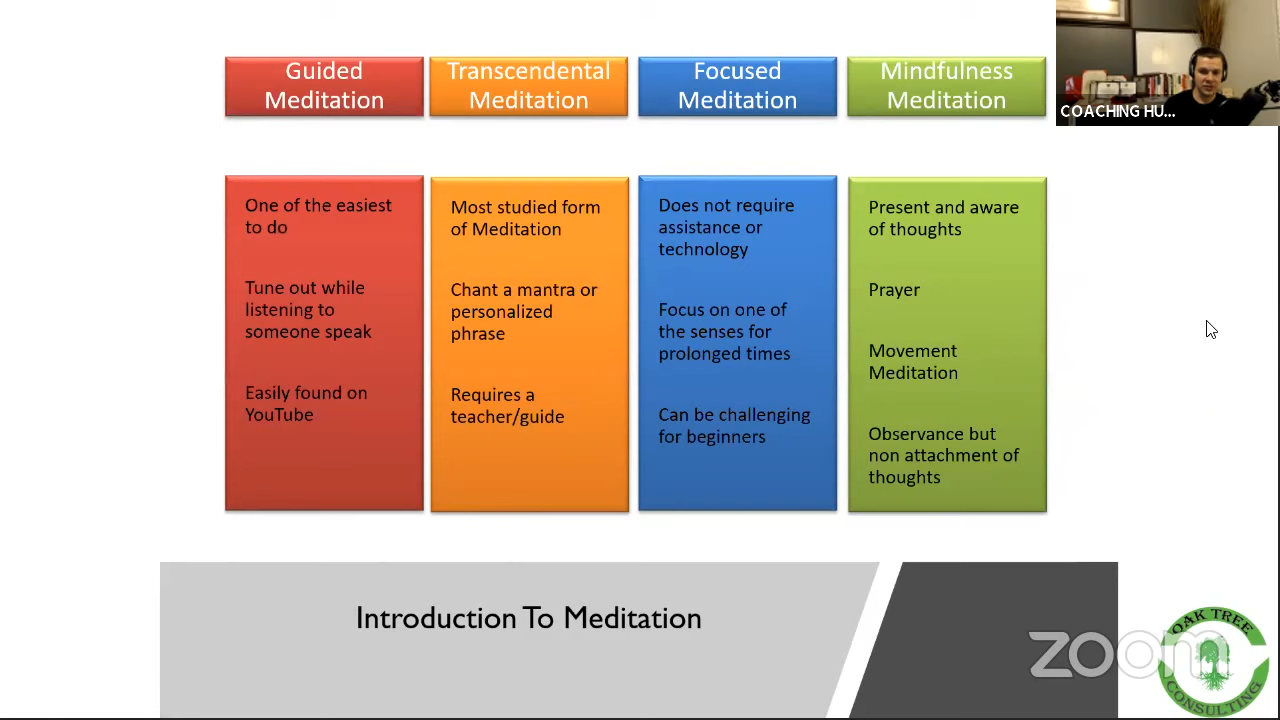 Guided
Meditation
Transcendental
Meditation
Focused
Meditation
Mindfulness
Meditation
COACHING HU...
One of the easiest
to do
Tune out while
listening to
someone speak
Easily found on
YouTube
Most studied form
of Meditation
Chant a mantra or
personalized
phrase
Requires a
teacher/guide
Does not require
assistance or
technology
Focus on one of
the senses for
prolonged times
Can be challenging
for beginners
Present and aware
of thoughts
Prayer
Movement
Meditation
Observance but
non attachment of
thoughts
Introduction To Meditation
zoom
OAK TREE
CONSULTING